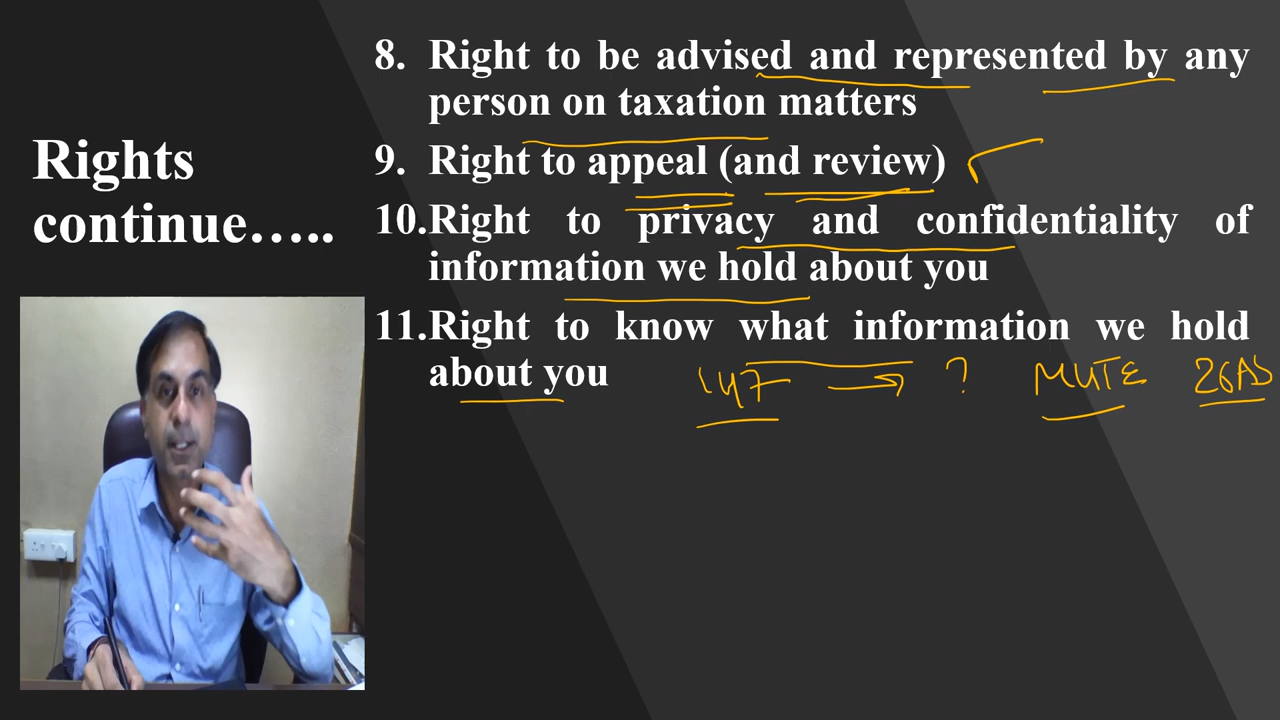 Rights
continue…..
8. Right to be advised and represented by any
person on taxation matters
9. Right to appeal (and review)
10.Right to privacy and confidentiality of
information we hold about you
11.Right to know what information we hold
about you
147 → ? MUTE 26AS